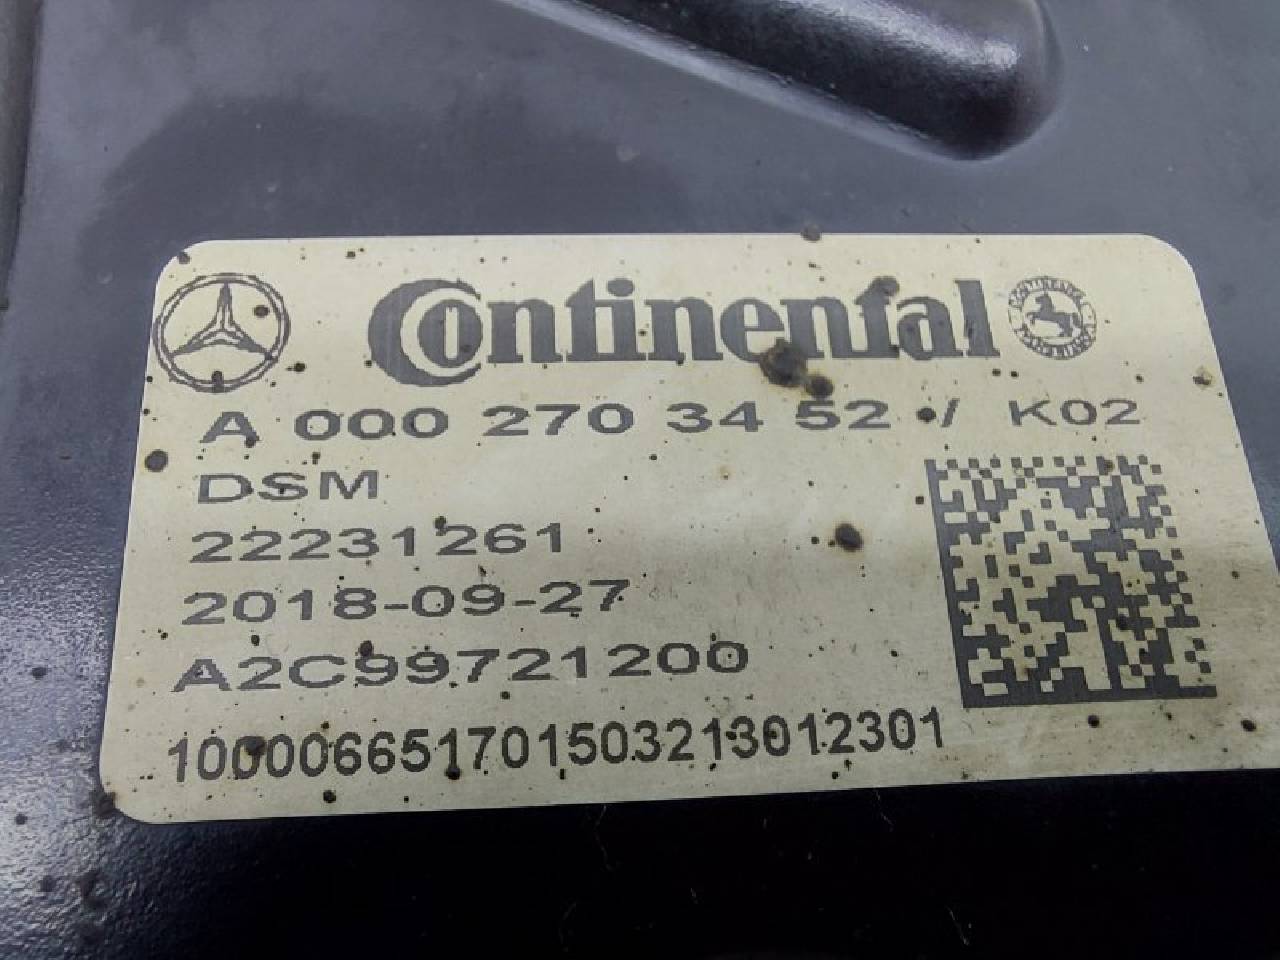 Continental
A 000 270 34 52 / K02
DSM
22231261
2018-09-27
A2C99721200
100006651701503213012301